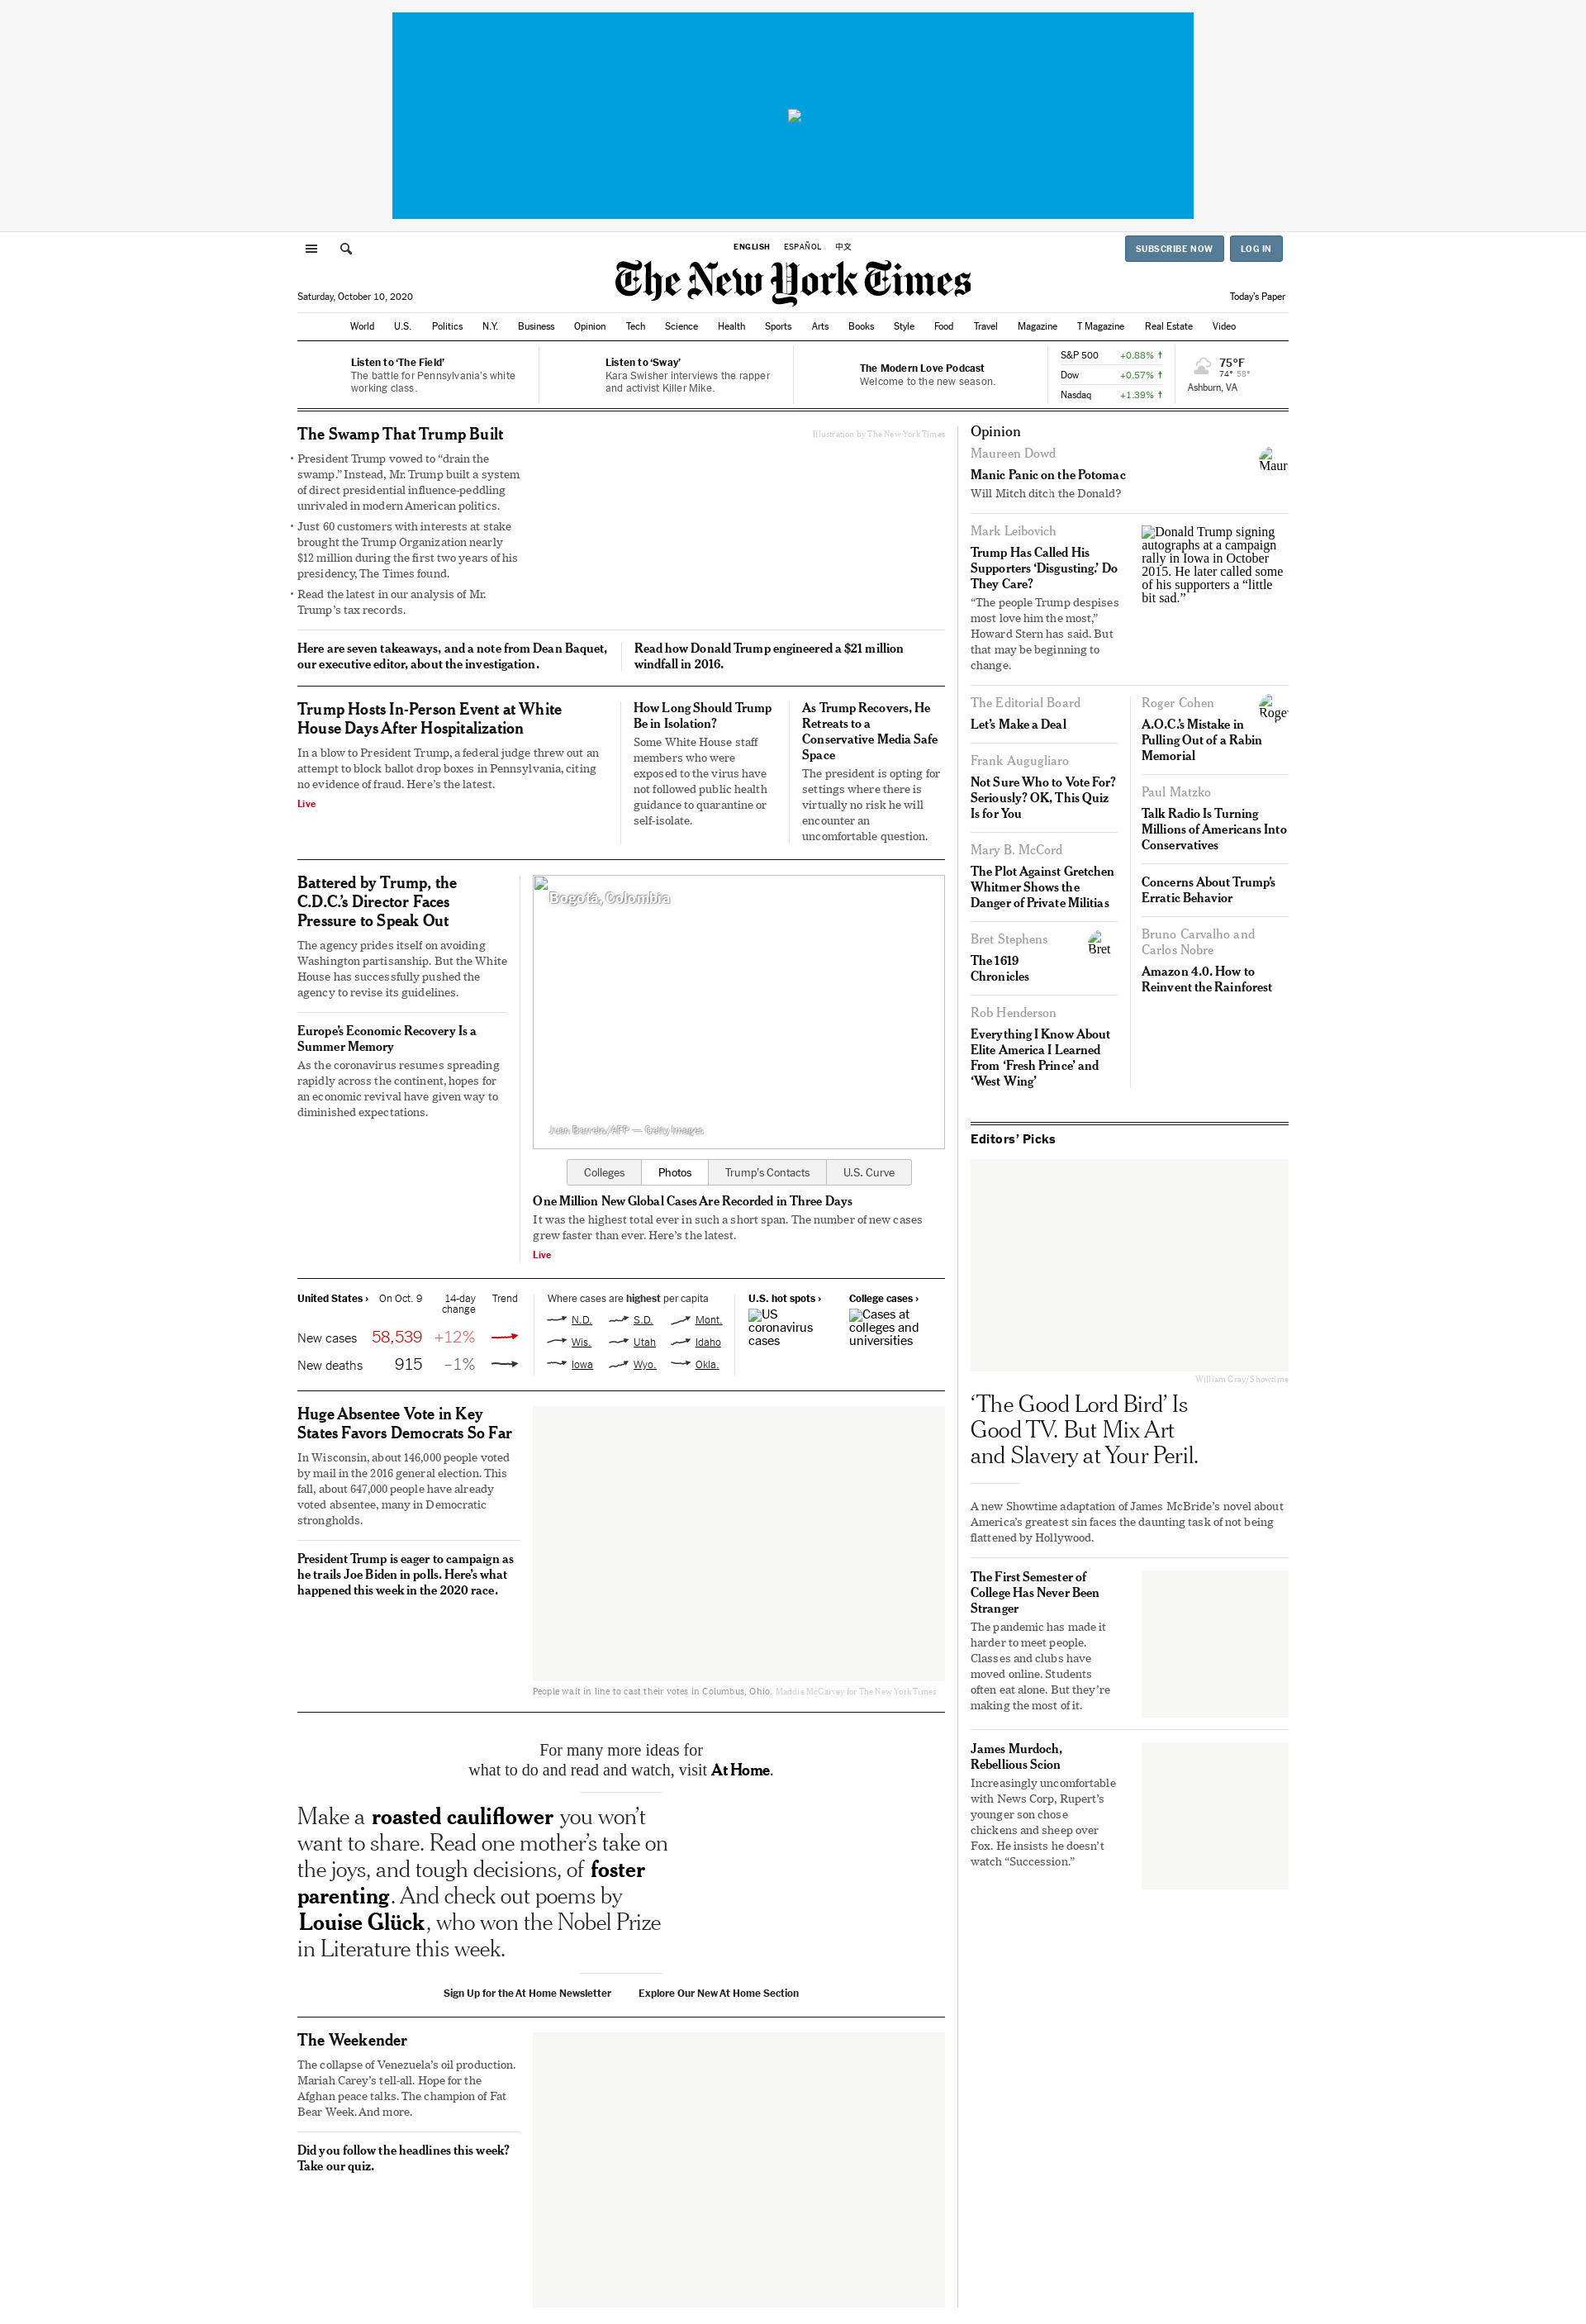 ENGLISH ESPAÑOL 中文
SUBSCRIBE NOW LOG IN
The New York Times
Saturday, October 10, 2020
Today's Paper
World U.S. Politics N.Y. Business Opinion Tech Science Health Sports Arts Books Style Food Travel Magazine T Magazine Real Estate Video
Listen to ‘The Field’
The battle for Pennsylvania's white
working class.
Listen to ‘Sway’
Kara Swisher interviews the rapper
and activist Killer Mike.
The Modern Love Podcast
Welcome to the new season.
S&P 500 +0.88% ↑
Dow +0.57% ↑
Nasdaq +1.39% ↑
75°F
74° 58°
Ashburn, VA
The Swamp That Trump Built
• President Trump vowed to “drain the
swamp.” Instead, Mr. Trump built a system
of direct presidential influence-peddling
unrivaled in modern American politics.
• Just 60 customers with interests at stake
brought the Trump Organization nearly
$12 million during the first two years of his
presidency, The Times found.
• Read the latest in our analysis of Mr.
Trump’s tax records.
Illustration by The New York Times
Here are seven takeaways, and a note from Dean Baquet,
our executive editor, about the investigation.
Read how Donald Trump engineered a $21 million
windfall in 2016.
Trump Hosts In-Person Event at White
House Days After Hospitalization
In a blow to President Trump, a federal judge threw out an
attempt to block ballot drop boxes in Pennsylvania, citing
no evidence of fraud. Here’s the latest.
Live
How Long Should Trump
Be in Isolation?
Some White House staff
members who were
exposed to the virus have
not followed public health
guidance to quarantine or
self-isolate.
As Trump Recovers, He
Retreats to a
Conservative Media Safe
Space
The president is opting for
settings where there is
virtually no risk he will
encounter an
uncomfortable question.
Battered by Trump, the
C.D.C.’s Director Faces
Pressure to Speak Out
The agency prides itself on avoiding
Washington partisanship. But the White
House has successfully pushed the
agency to revise its guidelines.
Europe’s Economic Recovery Is a
Summer Memory
As the coronavirus resumes spreading
rapidly across the continent, hopes for
an economic revival have given way to
diminished expectations.
Bogotá, Colombia
Juan Barreto/AFP — Getty Images
Colleges Photos Trump's Contacts U.S. Curve
One Million New Global Cases Are Recorded in Three Days
It was the highest total ever in such a short span. The number of new cases
grew faster than ever. Here’s the latest.
Live
United States › On Oct. 9 14-day
change Trend
New cases 58,539 +12%
New deaths 915 –1%
Where cases are highest per capita
N.D. S.D. Mont.
Wis. Utah Idaho
Iowa Wyo. Okla.
U.S. hot spots ›
US
coronavirus
cases
College cases ›
Cases at
colleges and
universities
Huge Absentee Vote in Key
States Favors Democrats So Far
In Wisconsin, about 146,000 people voted
by mail in the 2016 general election. This
fall, about 647,000 people have already
voted absentee, many in Democratic
strongholds.
President Trump is eager to campaign as
he trails Joe Biden in polls. Here’s what
happened this week in the 2020 race.
People wait in line to cast their votes in Columbus, Ohio. Maddie McGarvey for The New York Times
For many more ideas for
what to do and read and watch, visit At Home.
Make a roasted cauliflower you won’t
want to share. Read one mother’s take on
the joys, and tough decisions, of foster
parenting. And check out poems by
Louise Glück, who won the Nobel Prize
in Literature this week.
Sign Up for the At Home Newsletter Explore Our New At Home Section
The Weekender
The collapse of Venezuela’s oil production.
Mariah Carey’s tell-all. Hope for the
Afghan peace talks. The champion of Fat
Bear Week. And more.
Did you follow the headlines this week?
Take our quiz.
Opinion
Maureen Dowd
Manic Panic on the Potomac
Will Mitch ditch the Donald?
Maur
Mark Leibovich
Trump Has Called His
Supporters ‘Disgusting.’ Do
They Care?
“The people Trump despises
most love him the most,”
Howard Stern has said. But
that may be beginning to
change.
Donald Trump signing
autographs at a campaign
rally in Iowa in October
2015. He later called some
of his supporters a “little
bit sad.”
The Editorial Board
Let’s Make a Deal
Frank Augugliaro
Not Sure Who to Vote For?
Seriously? OK, This Quiz
Is for You
Mary B. McCord
The Plot Against Gretchen
Whitmer Shows the
Danger of Private Militias
Bret Stephens
The 1619
Chronicles
Bret
Rob Henderson
Everything I Know About
Elite America I Learned
From ‘Fresh Prince’ and
‘West Wing’
Roger Cohen
A.O.C.’s Mistake in
Pulling Out of a Rabin
Memorial
Roger
Paul Matzko
Talk Radio Is Turning
Millions of Americans Into
Conservatives
Concerns About Trump’s
Erratic Behavior
Bruno Carvalho and
Carlos Nobre
Amazon 4.0. How to
Reinvent the Rainforest
Editors’ Picks
William Gray/Showtime
‘The Good Lord Bird’ Is
Good TV. But Mix Art
and Slavery at Your Peril.
A new Showtime adaptation of James McBride’s novel about
America’s greatest sin faces the daunting task of not being
flattened by Hollywood.
The First Semester of
College Has Never Been
Stranger
The pandemic has made it
harder to meet people.
Classes and clubs have
moved online. Students
often eat alone. But they’re
making the most of it.
James Murdoch,
Rebellious Scion
Increasingly uncomfortable
with News Corp, Rupert’s
younger son chose
chickens and sheep over
Fox. He insists he doesn’t
watch “Succession.”